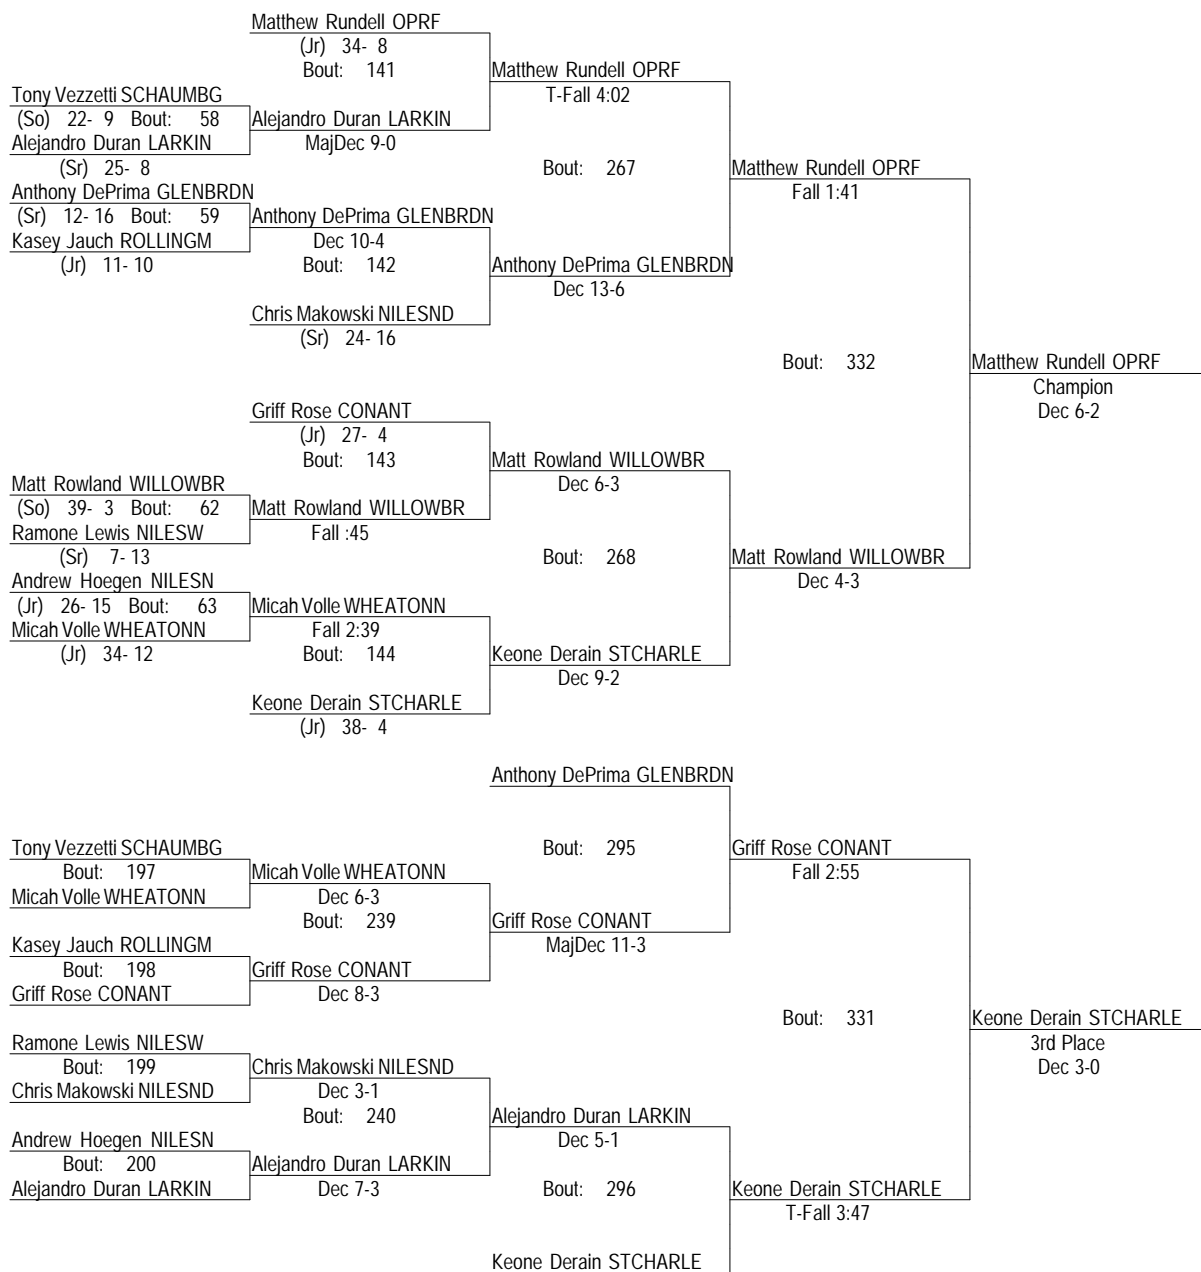 Matthew Rundell OPRF
(Jr) 34- 8
Bout: 141
Matthew Rundell OPRF
T-Fall 4:02
Tony Vezzetti SCHAUMBG
(So) 22- 9 Bout: 58
Alejandro Duran LARKIN
Alejandro Duran LARKIN
MajDec 9-0
(Sr) 25- 8
Bout: 267
Matthew Rundell OPRF
Fall 1:41
Anthony DePrima GLENBRDN
(Sr) 12- 16 Bout: 59
Anthony DePrima GLENBRDN
Kasey Jauch ROLLINGM
Dec 10-4
(Jr) 11- 10
Bout: 142
Anthony DePrima GLENBRDN
Dec 13-6
Chris Makowski NILESND
(Sr) 24- 16
Bout: 332
Matthew Rundell OPRF
Champion
Dec 6-2
Griff Rose CONANT
(Jr) 27- 4
Bout: 143
Matt Rowland WILLOWBR
Dec 6-3
Matt Rowland WILLOWBR
(So) 39- 3 Bout: 62
Matt Rowland WILLOWBR
Ramone Lewis NILESW
Fall :45
(Sr) 7- 13
Bout: 268
Matt Rowland WILLOWBR
Dec 4-3
Andrew Hoegen NILESN
(Jr) 26- 15 Bout: 63
Micah Volle WHEATONN
Micah Volle WHEATONN
Fall 2:39
(Jr) 34- 12
Bout: 144
Keone Derain STCHARLE
Dec 9-2
Keone Derain STCHARLE
(Jr) 38- 4
Anthony DePrima GLENBRDN
Bout: 295
Griff Rose CONANT
Fall 2:55
Tony Vezzetti SCHAUMBG
Bout: 197
Micah Volle WHEATONN
Micah Volle WHEATONN
Dec 6-3
Bout: 239
Griff Rose CONANT
MajDec 11-3
Kasey Jauch ROLLINGM
Bout: 198
Griff Rose CONANT
Griff Rose CONANT
Dec 8-3
Bout: 331
Keone Derain STCHARLE
3rd Place
Dec 3-0
Ramone Lewis NILESW
Bout: 199
Chris Makowski NILESND
Chris Makowski NILESND
Dec 3-1
Bout: 240
Alejandro Duran LARKIN
Dec 5-1
Andrew Hoegen NILESN
Bout: 200
Alejandro Duran LARKIN
Alejandro Duran LARKIN
Dec 7-3
Bout: 296
Keone Derain STCHARLE
T-Fall 3:47
Keone Derain STCHARLE